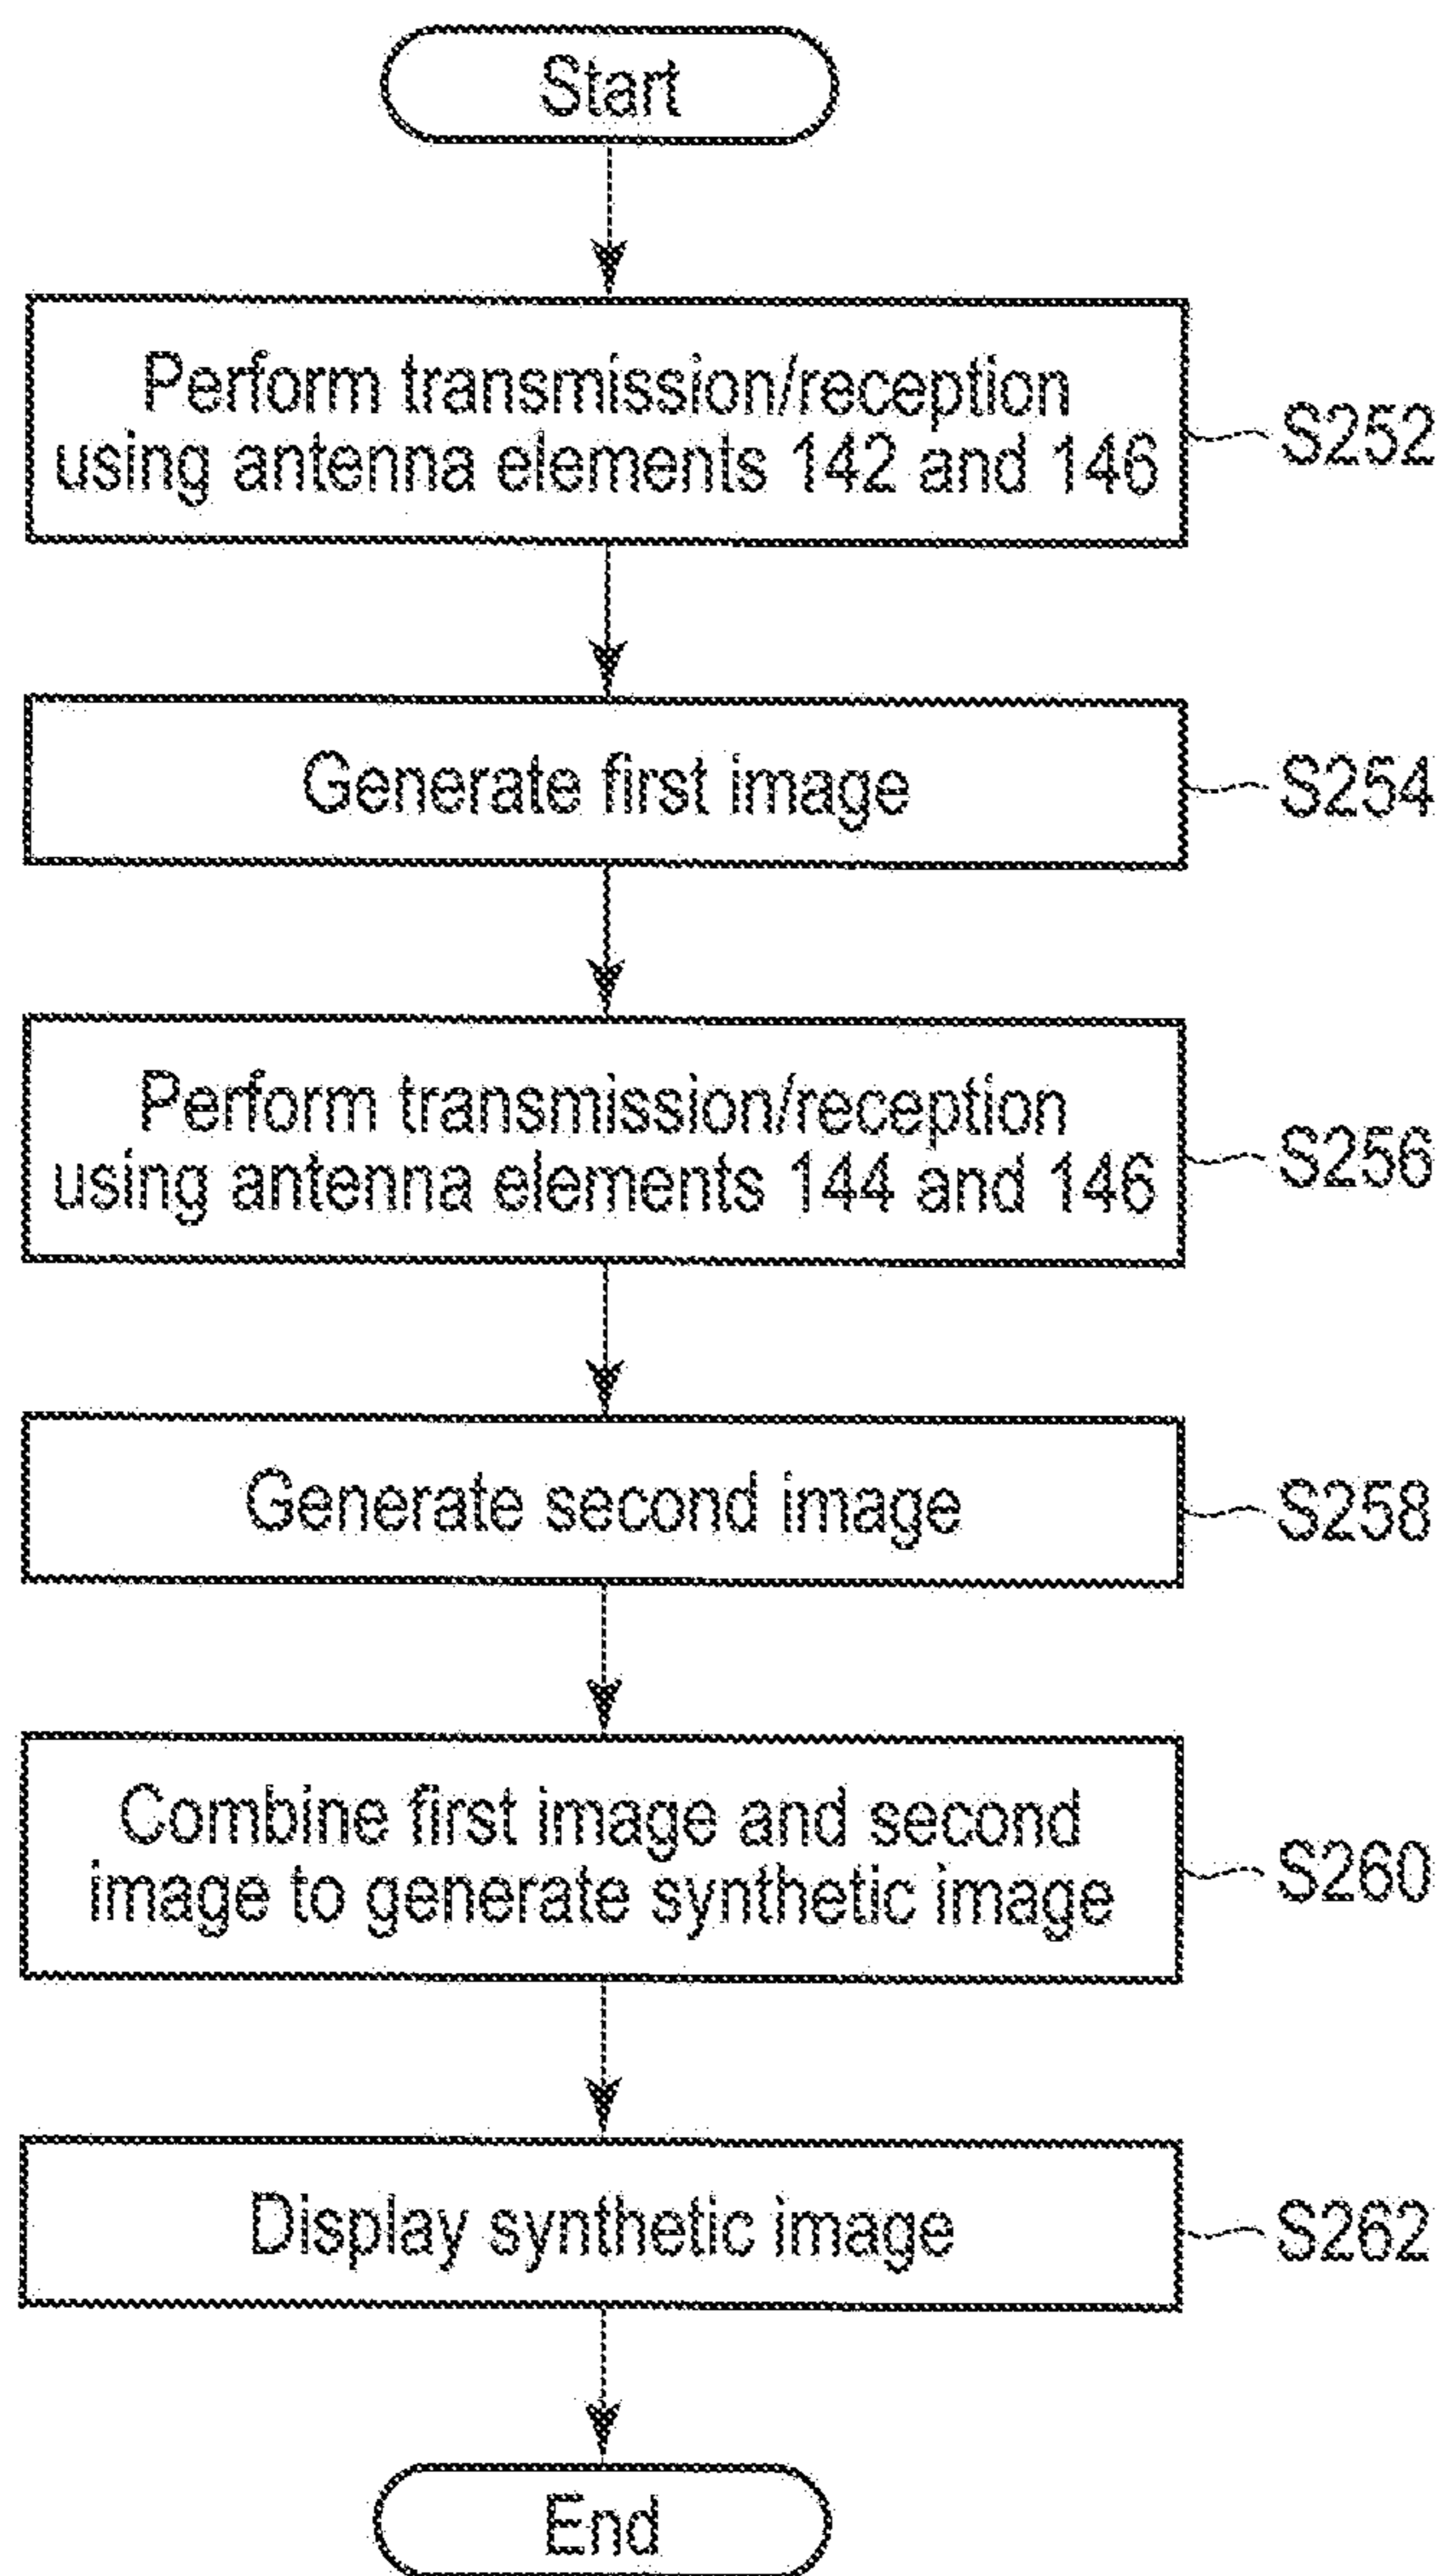 Start
Perform transmission/reception
using antenna elements 142 and 146
S252
Generate first image
S254
Perform transmission/reception
using antenna elements 144 and 146
S256
Generate second image
S258
Combine first image and second
image to generate synthetic image
S260
Display synthetic image
S262
End